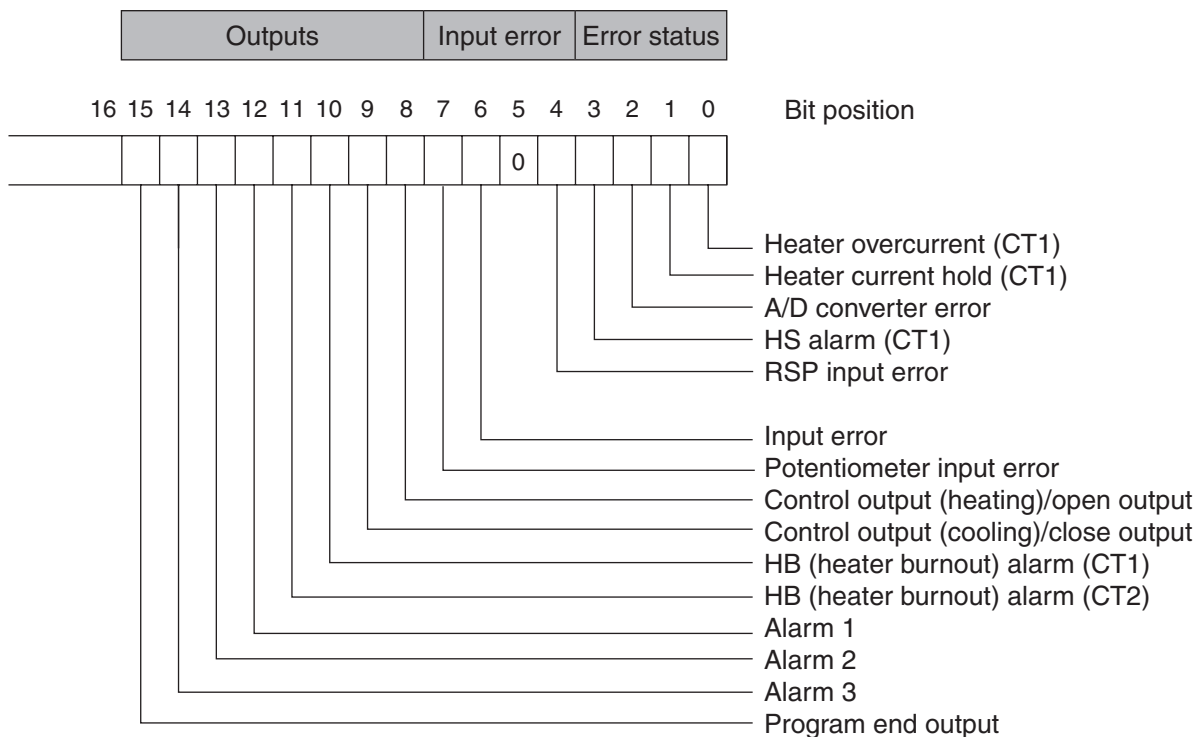 Outputs Input error Error status
16 15 14 13 12 11 10 9 8 7 6 5 4 3 2 1 0 Bit position
0
Heater overcurrent (CT1)
Heater current hold (CT1)
A/D converter error
HS alarm (CT1)
RSP input error
Input error
Potentiometer input error
Control output (heating)/open output
Control output (cooling)/close output
HB (heater burnout) alarm (CT1)
HB (heater burnout) alarm (CT2)
Alarm 1
Alarm 2
Alarm 3
Program end output